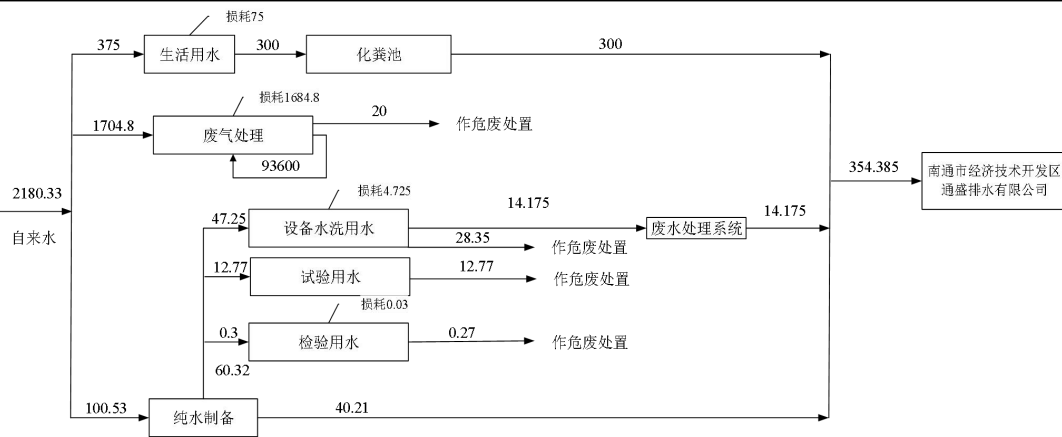 损耗75
375
生活用水
300
化粪池
300
损耗1684.8
1704.8
废气处理
20
作危废处置
93600
354.385
南通市经济技术开发区
通盛排水有限公司
2180.33
自来水
损耗4.725
47.25
设备水洗用水
14.175
废水处理系统
14.175
28.35
作危废处置
12.77
试验用水
12.77
作危废处置
损耗0.03
0.3
检验用水
0.27
作危废处置
60.32
100.53
纯水制备
40.21